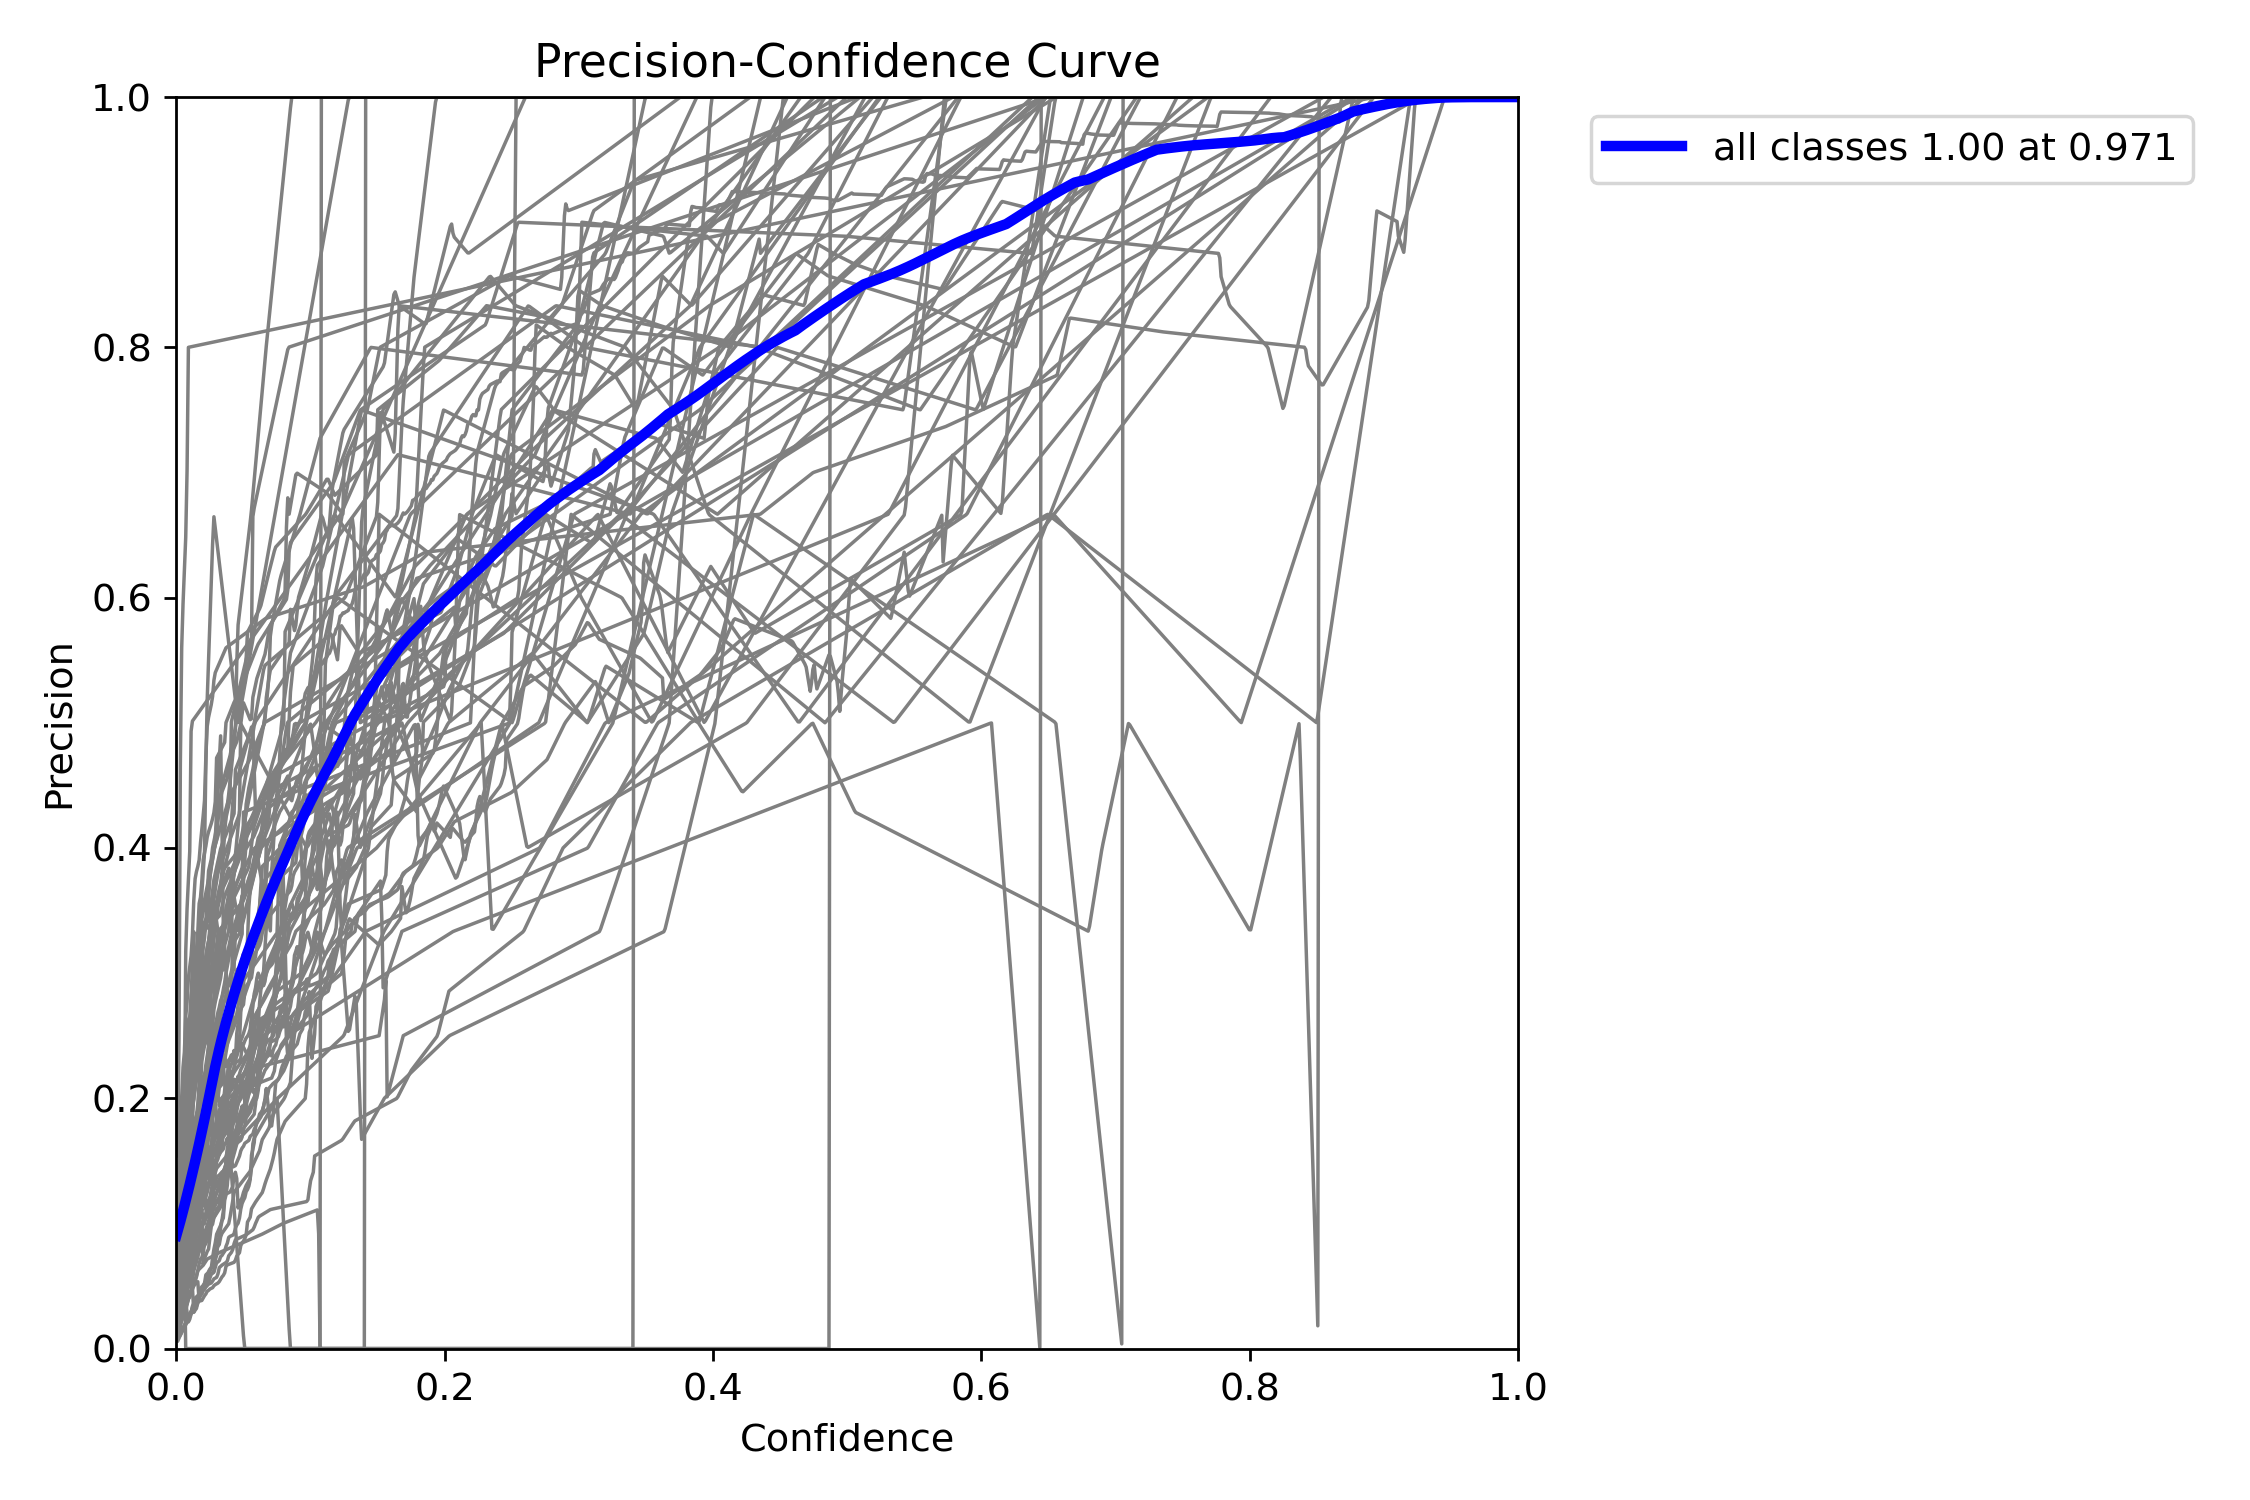 Precision-Confidence Curve
1.0
0.8
0.6
0.4
0.2
0.0
Precision
0.0 0.2 0.4 0.6 0.8 1.0
Confidence
all classes 1.00 at 0.971